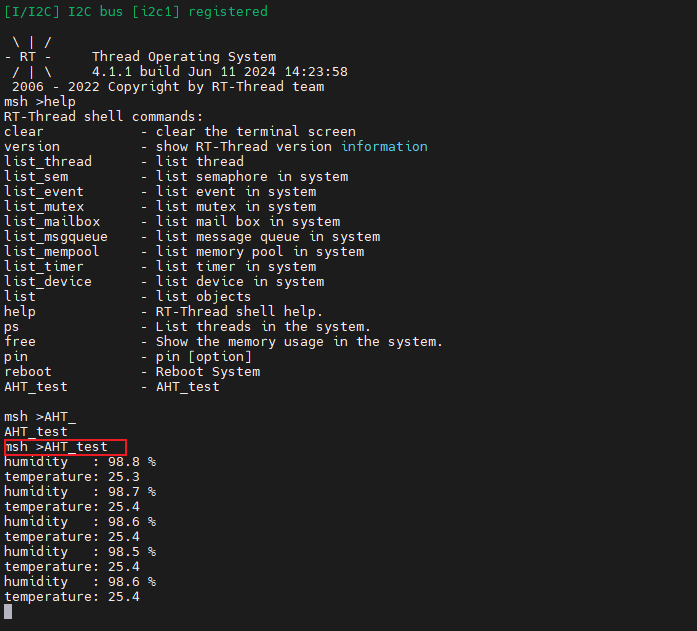 [I/I2C] I2C bus [i2c1] registered
 \ | /
- RT -     Thread Operating System
 / | \     4.1.1 build Jun 11 2024 14:23:58
 2006 - 2022 Copyright by RT-Thread team
msh >help
RT-Thread shell commands:
clear            - clear the terminal screen
version          - show RT-Thread version information
list_thread      - list thread
list_sem         - list semaphore in system
list_event       - list event in system
list_mutex       - list mutex in system
list_mailbox     - list mail box in system
list_msgqueue    - list message queue in system
list_mempool     - list memory pool in system
list_timer       - list timer in system
list_device      - list device in system
list             - list objects
help             - RT-Thread shell help.
ps               - List threads in the system.
free             - Show the memory usage in the system.
pin              - pin [option]
reboot           - Reboot System
AHT_test         - AHT_test
msh >AHT_
AHT_test
msh >AHT_test
humidity   : 98.8 %
temperature: 25.3
humidity   : 98.7 %
temperature: 25.4
humidity   : 98.6 %
temperature: 25.4
humidity   : 98.5 %
temperature: 25.4
humidity   : 98.6 %
temperature: 25.4